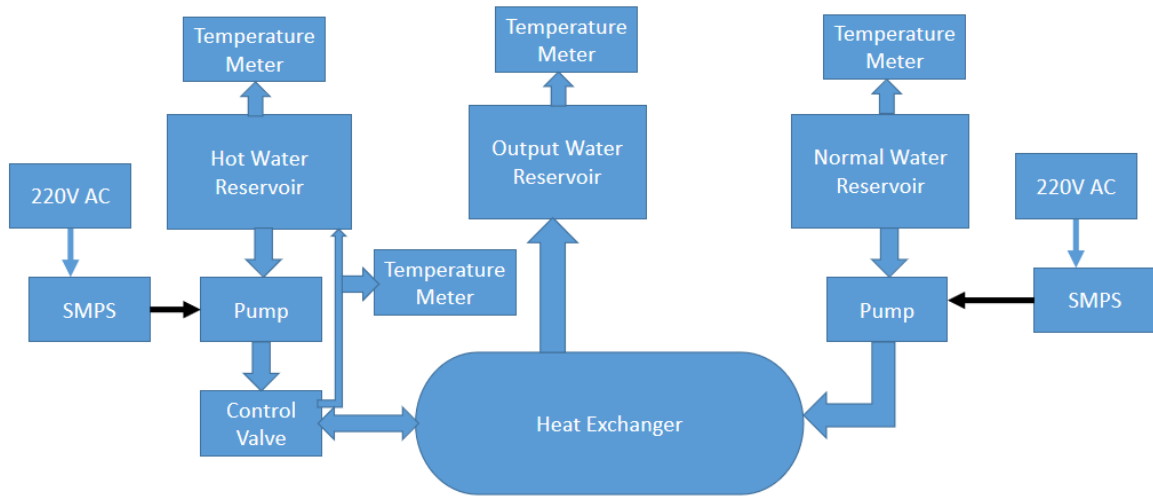 Temperature
Meter
Temperature
Meter
Temperature
Meter
Hot Water
Reservoir
Output Water
Reservoir
Normal Water
Reservoir
220V AC
220V AC
Temperature
Meter
SMPS
Pump
Pump
SMPS
Control
Valve
Heat Exchanger